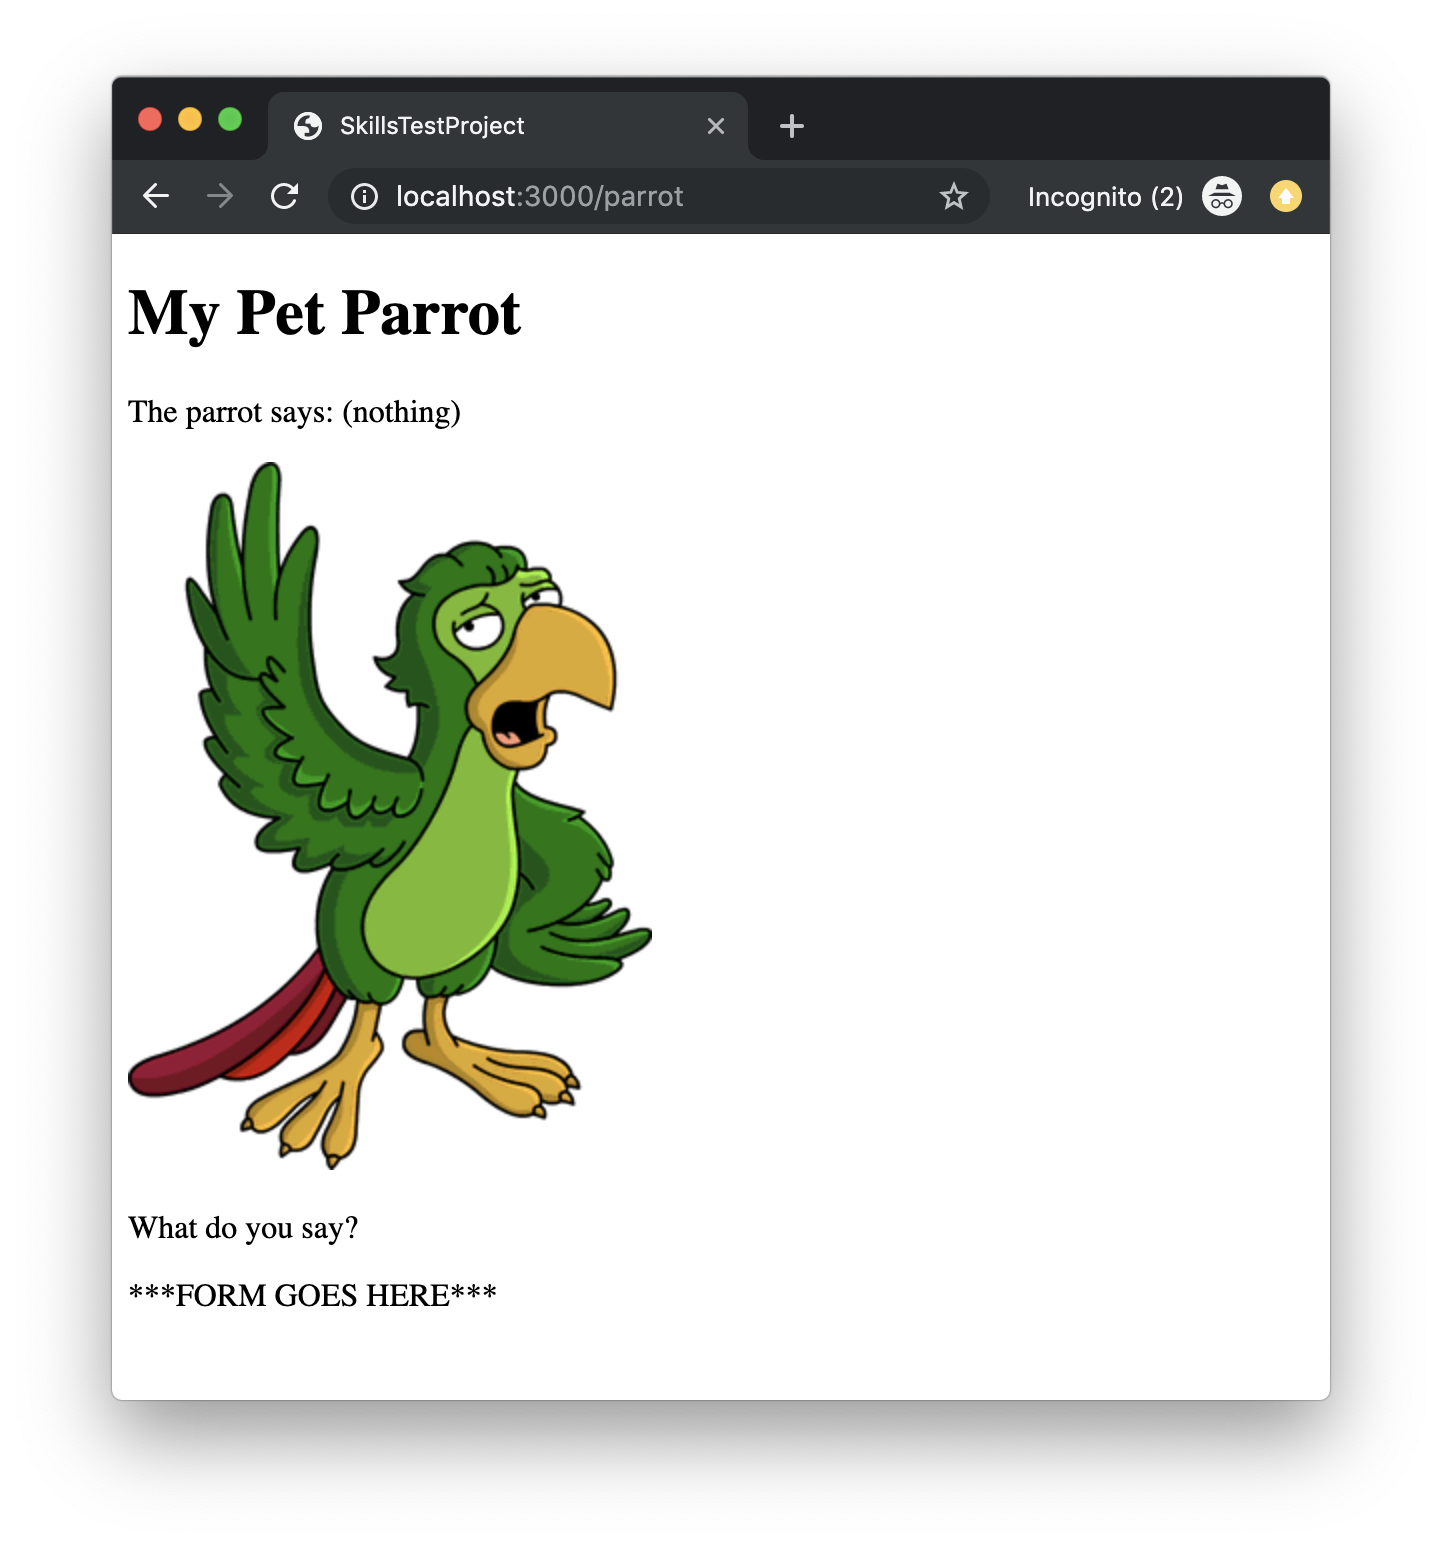 SkillsTestProject
localhost:3000/parrot
Incognito (2)
My Pet Parrot
The parrot says: (nothing)
What do you say?
***FORM GOES HERE***